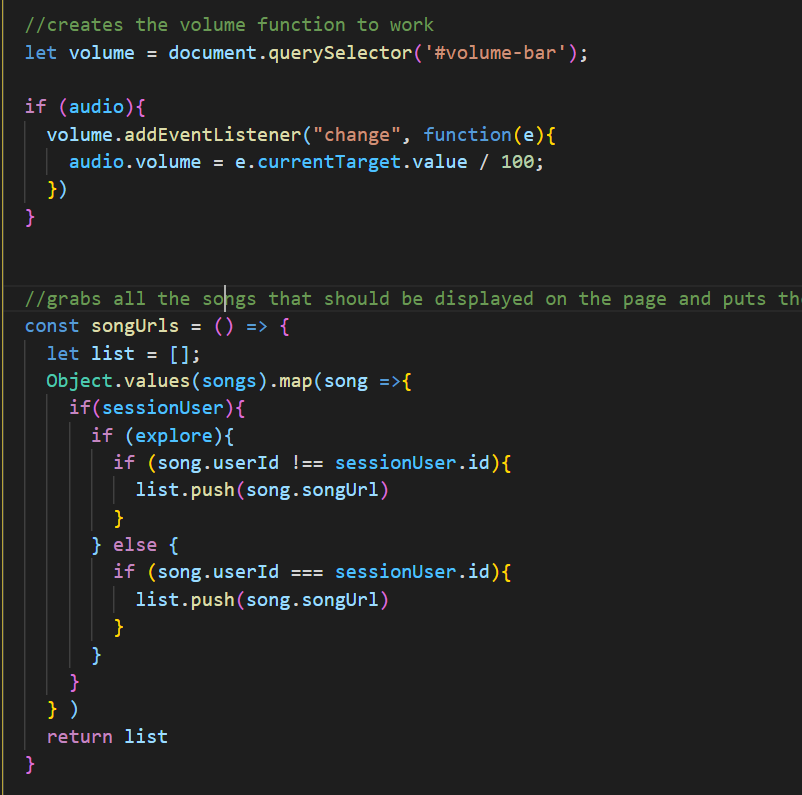 //creates the volume function to work
let volume = document.querySelector('#volume-bar');
if (audio){
volume.addEventListener("change", function(e){
audio.volume = e.currentTarget.value / 100;
})
}
//grabs all the songs that should be displayed on the page and puts
const songUrls = () => {
let list = [];
Object.values(songs).map(song =>{
if(sessionUser){
if (explore){
if (song.userId !== sessionUser.id){
list.push(song.songUrl)
}
} else {
if (song.userId === sessionUser.id){
list.push(song.songUrl)
}
}
}
} )
return list
}